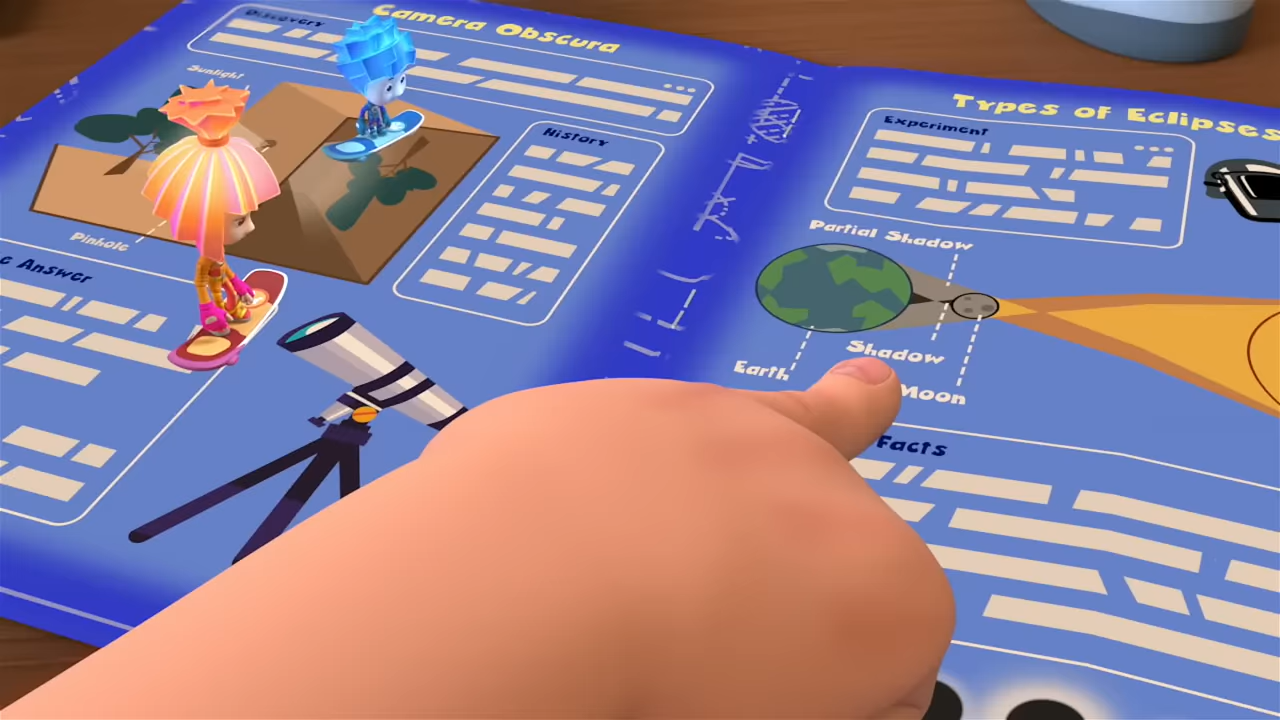 Camera Obscura
Discovery
Sunlight
History
Pinhole
Answer
Types of Eclipses
Experiment
Partial Shadow
Shadow
Earth
Moon
Facts